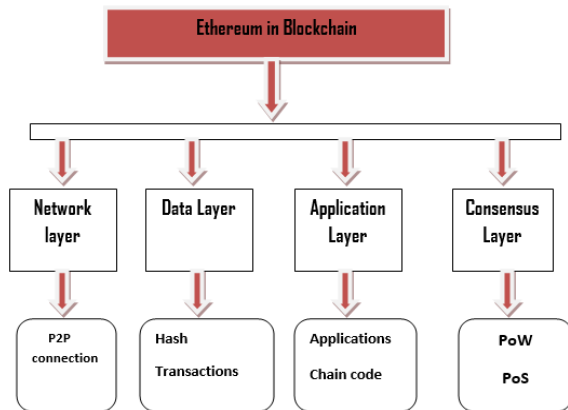 Ethereum in Blockchain
Network
layer
Data Layer
Application
Layer
Consensus
Layer
P2P
connection
Hash
Transactions
Applications
Chain code
PoW
PoS